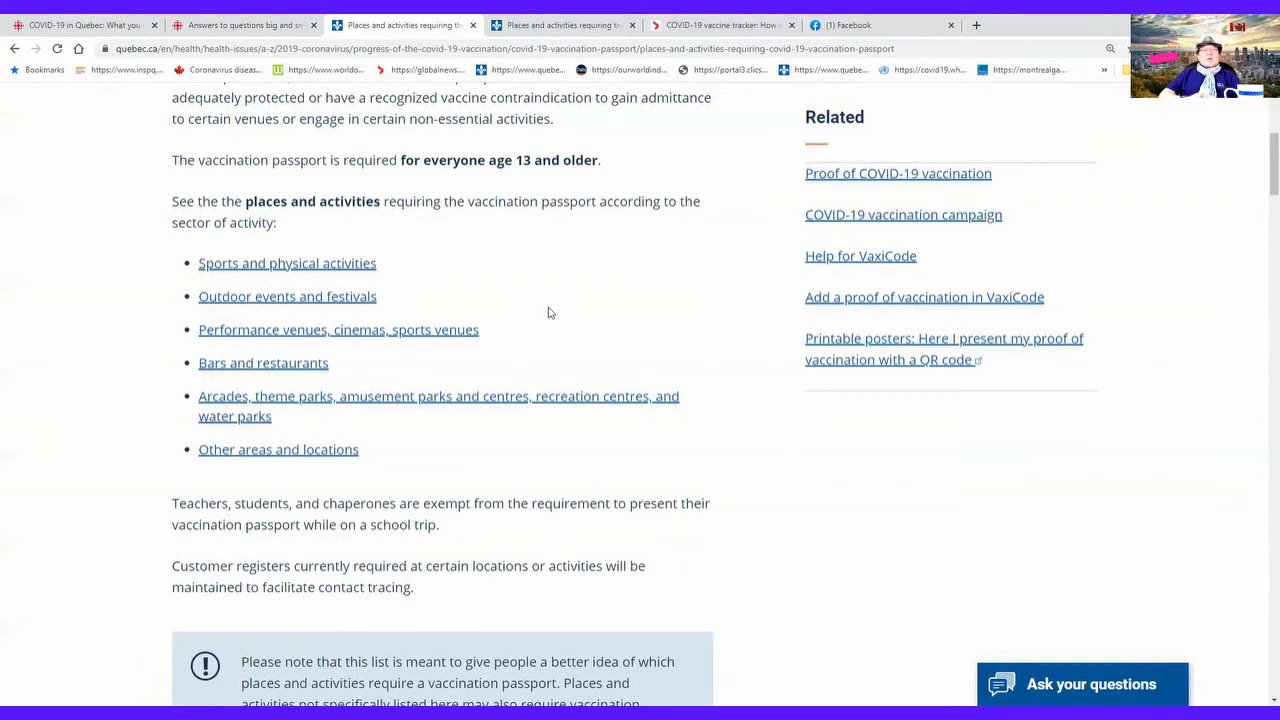 COVID-19 in Quebec: What you
Answers to questions big and sm
Places and activities requiring th
Places and activities requiring th
COVID vaccine tracker: How
(1) Facebook
quebec.ca/en/health/health-issues/a-z/2019-coronavirus/progress-of-the-covid-19-vaccination/covid-19-vaccination-passport/places-and-activities-requiring-covid-19-vaccination-passport
Bookmarks
https://www.inspq...
Coronavirus diseas...
https://www.worldo...
https://globalnews...
https://www.quebe...
https://ourworldind...
https://portal3.clics...
https://www.quebe...
https://covid19.wh...
https://montrealga...
adequately protected or have a recognized vaccine contraindication to gain admittance
to certain venues or engage in certain non-essential activities.
The vaccination passport is required for everyone age 13 and older.
See the the places and activities requiring the vaccination passport according to the
sector of activity:
Sports and physical activities
Outdoor events and festivals
Performance venues, cinemas, sports venues
Bars and restaurants
Arcades, theme parks, amusement parks and centres, recreation centres, and
water parks
Other areas and locations
Teachers, students, and chaperones are exempt from the requirement to present their
vaccination passport while on a school trip.
Customer registers currently required at certain locations or activities will be
maintained to facilitate contact tracing.
Please note that this list is meant to give people a better idea of which
places and activities require a vaccination passport. Places and
activities not specifically listed here may also require vaccination
Related
Proof of COVID-19 vaccination
COVID-19 vaccination campaign
Help for VaxiCode
Add a proof of vaccination in VaxiCode
Printable posters: Here I present my proof of
vaccination with a QR code
Ask your questions